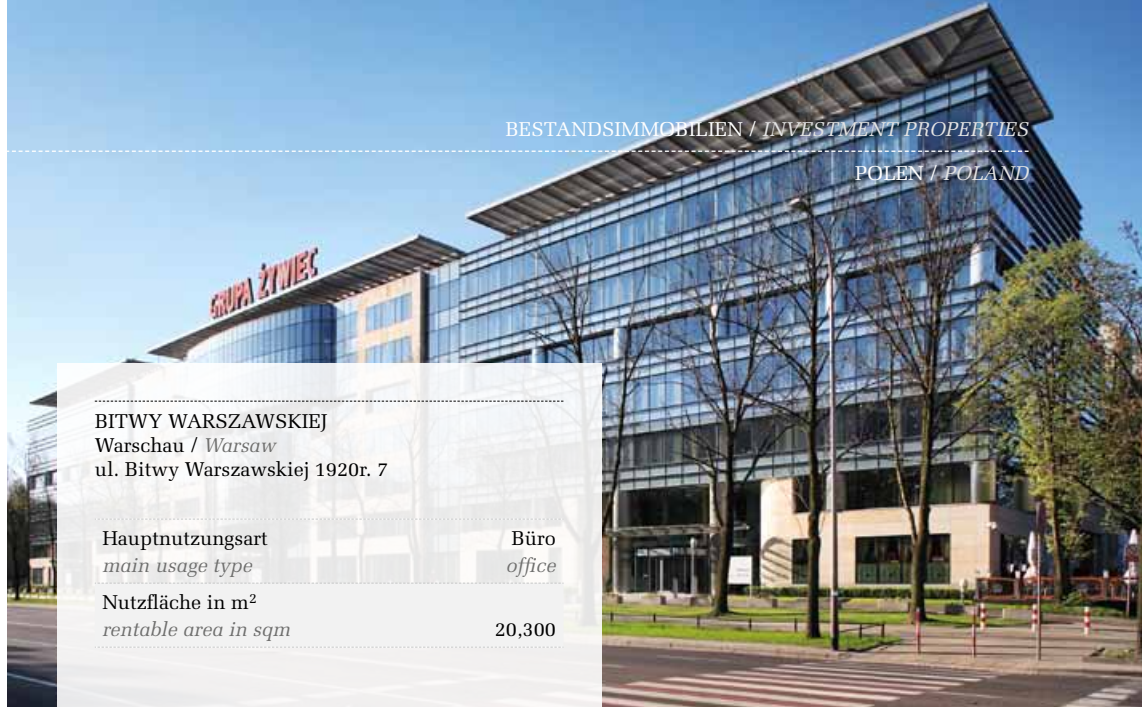 BESTANDSIMMOBILIEN / INVESTMENT PROPERTIES
POLEN / POLAND
GRUPA ŻYWIEC
BITWY WARSZAWSKIEJ
Warschau / Warsaw
ul. Bitwy Warszawskiej 1920r. 7
Hauptnutzungsart Büro
main usage type office
Nutzfläche in m²
rentable area in sqm 20,300